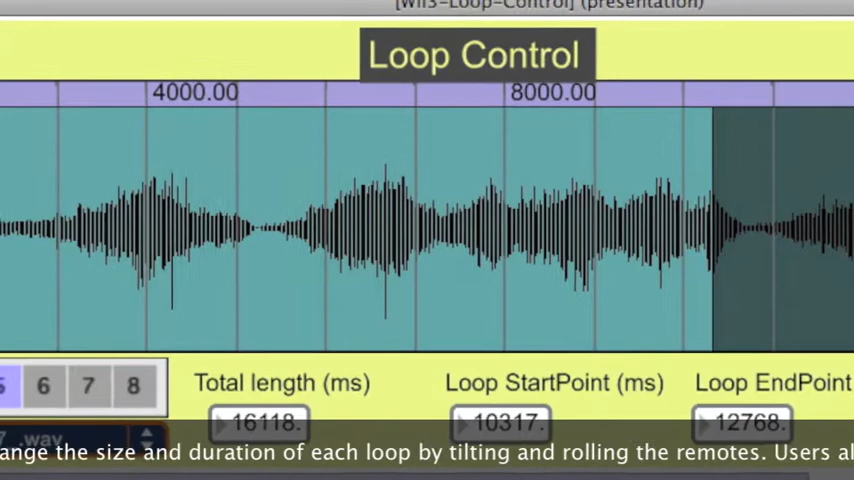 [Wii3-Loop-Control] (presentation)
Loop Control
4000.00 8000.00
5 6 7 8 Total length (ms) Loop StartPoint (ms) Loop EndPoint
16118. 10317. 12768.
.wav
ange the size and duration of each loop by tilting and rolling the remotes. Users al